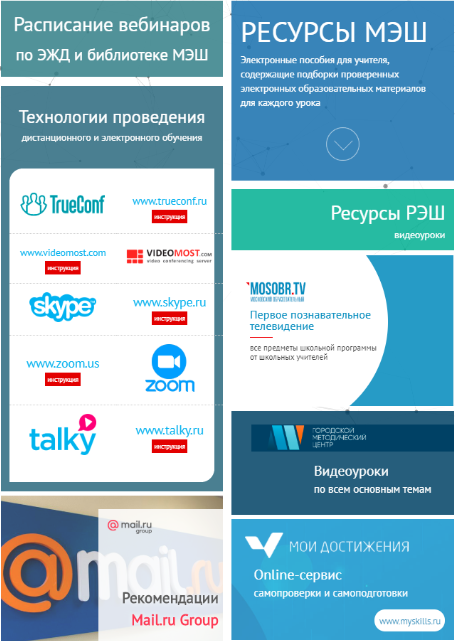 Расписание вебинаров
по ЭЖД и библиотеке МЭШ
Технологии проведения
дистанционного и электронного обучения
TrueConf
www.trueconf.ru
инструкция
www.videomost.com
инструкция
VIDEOMOST.COM
video conferencing server
skype
www.skype.ru
инструкция
www.zoom.us
инструкция
zoom
talky
www.talky.ru
инструкция
@mail.ru
group
@mail.ru
Рекомендации
Mail.ru Group
РЕСУРСЫ МЭШ
Электронные пособия для учителя,
содержащие подборки проверенных
электронных образовательных материалов
для каждого урока
Ресурсы РЭШ
видеоуроки
MOSOBR.TV
МОСКОВСКИЙ ОБРАЗОВАТЕЛЬНЫЙ
Первое познавательное
телевидение
все предметы школьной программы
от школьных учителей
ГОРОДСКОЙ
МЕТОДИЧЕСКИЙ
ЦЕНТР
Видеоуроки
по всем основным темам
МОИ ДОСТИЖЕНИЯ
Online-сервис
самопроверки и самоподготовки
www.myskills.ru